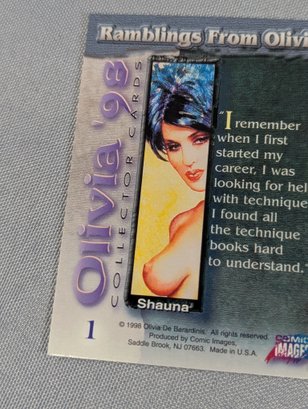 Ramblings From Olivi
Olivia '98
COLLECTOR CARDS
"I remember
when I first
started my
career, I was
looking for hel
with technique
I found all
the technique
books hard
to understand."
Shauna
1
© 1998 Olivia De Berardinis. All rights reserved.
Produced by Comic Images,
Saddle Brook, NJ 07663. Made in U.S.A.
COMIC
IMAGES